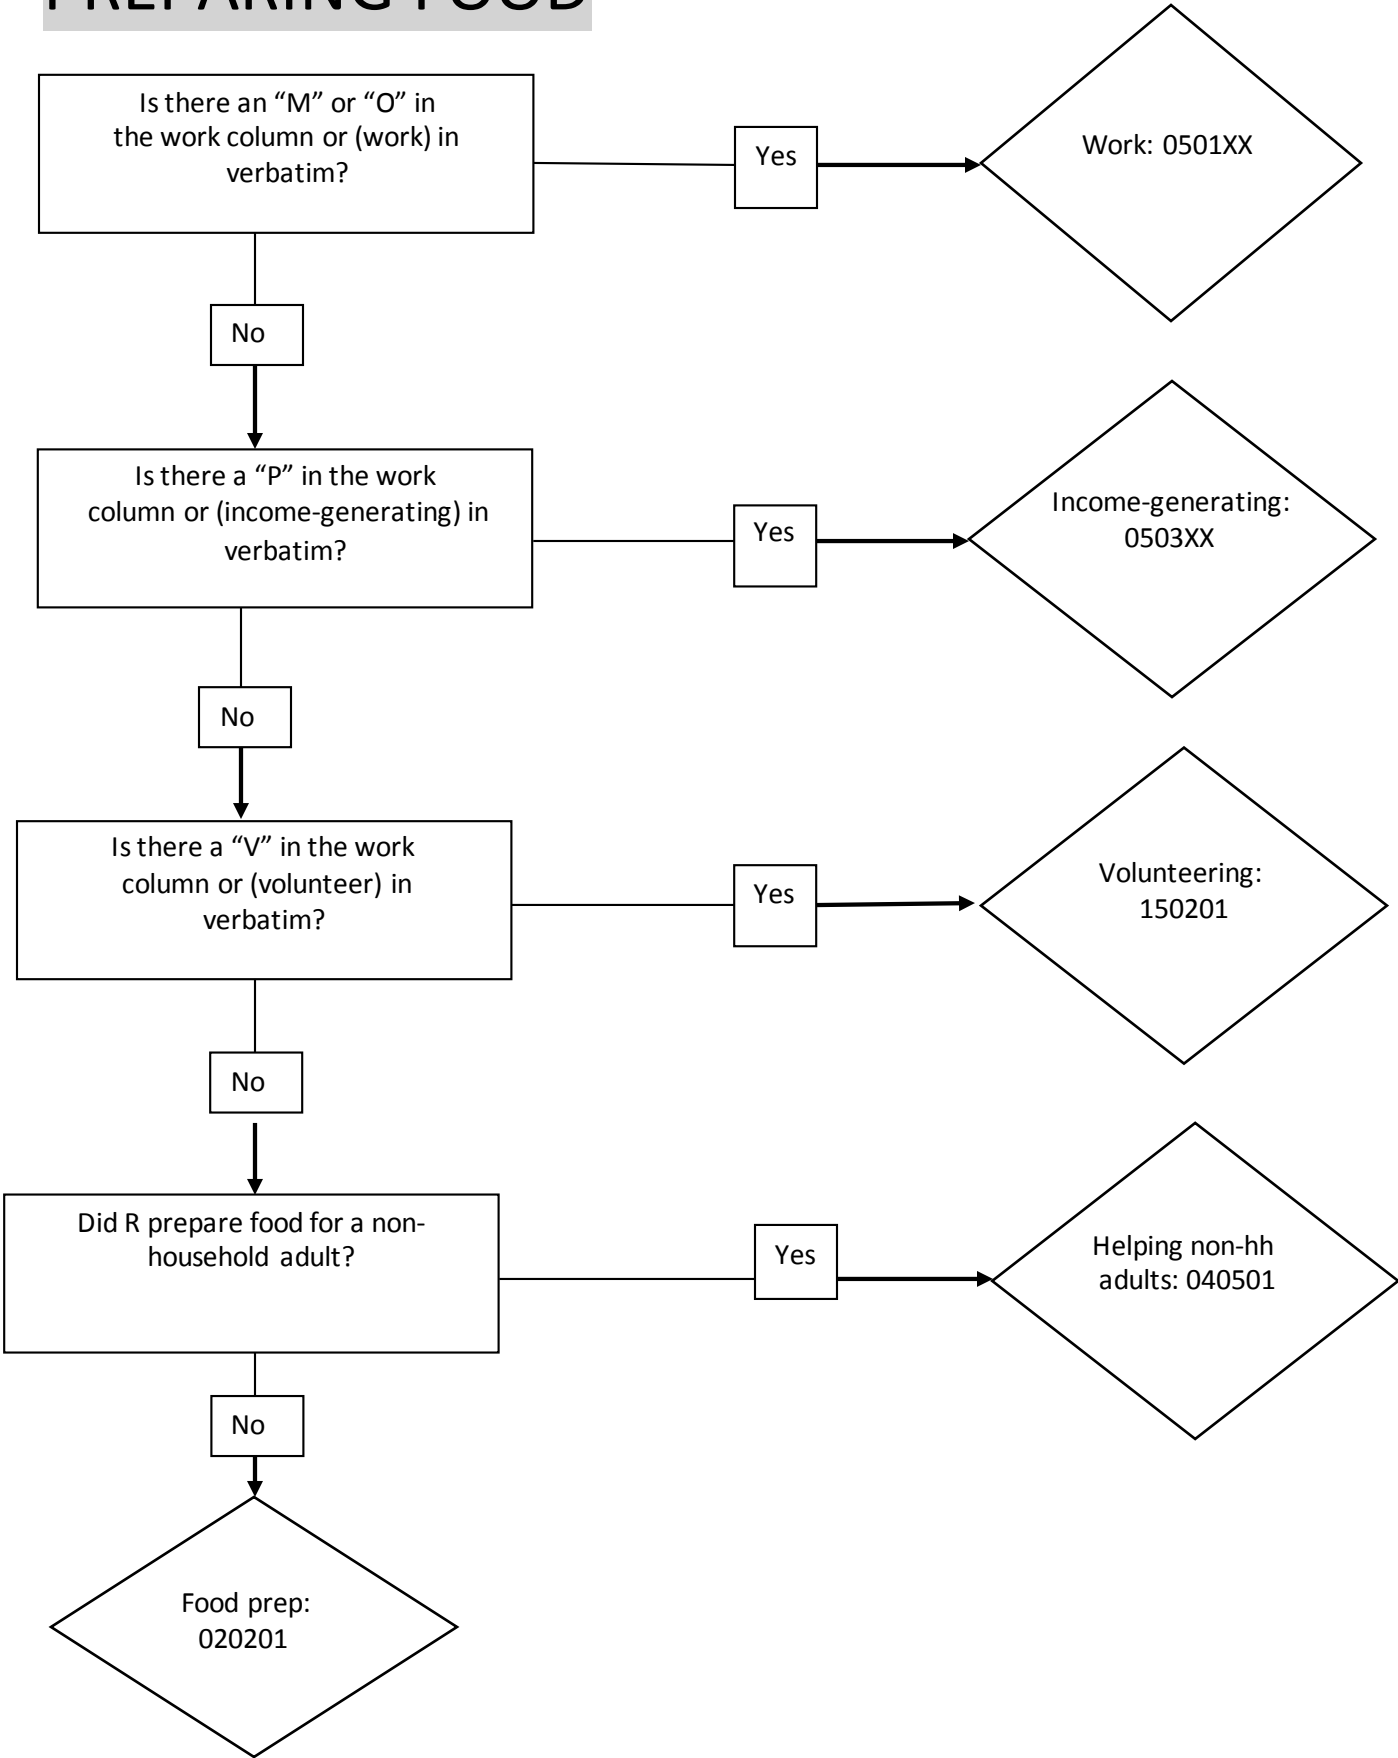 PREPARING FOOD
Is there an “M” or “O” in
the work column or (work) in
verbatim?
Yes
Work: 0501XX
No
Is there a “P” in the work
column or (income-generating) in
verbatim?
Yes
Income-generating:
0503XX
No
Is there a “V” in the work
column or (volunteer) in
verbatim?
Yes
Volunteering:
150201
No
Did R prepare food for a non-
household adult?
Yes
Helping non-hh
adults: 040501
No
Food prep:
020201